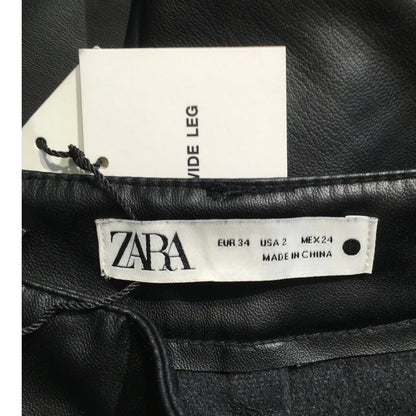 WIDE LEG
ZARA
EUR 34 USA 2 MEX 24
MADE IN CHINA